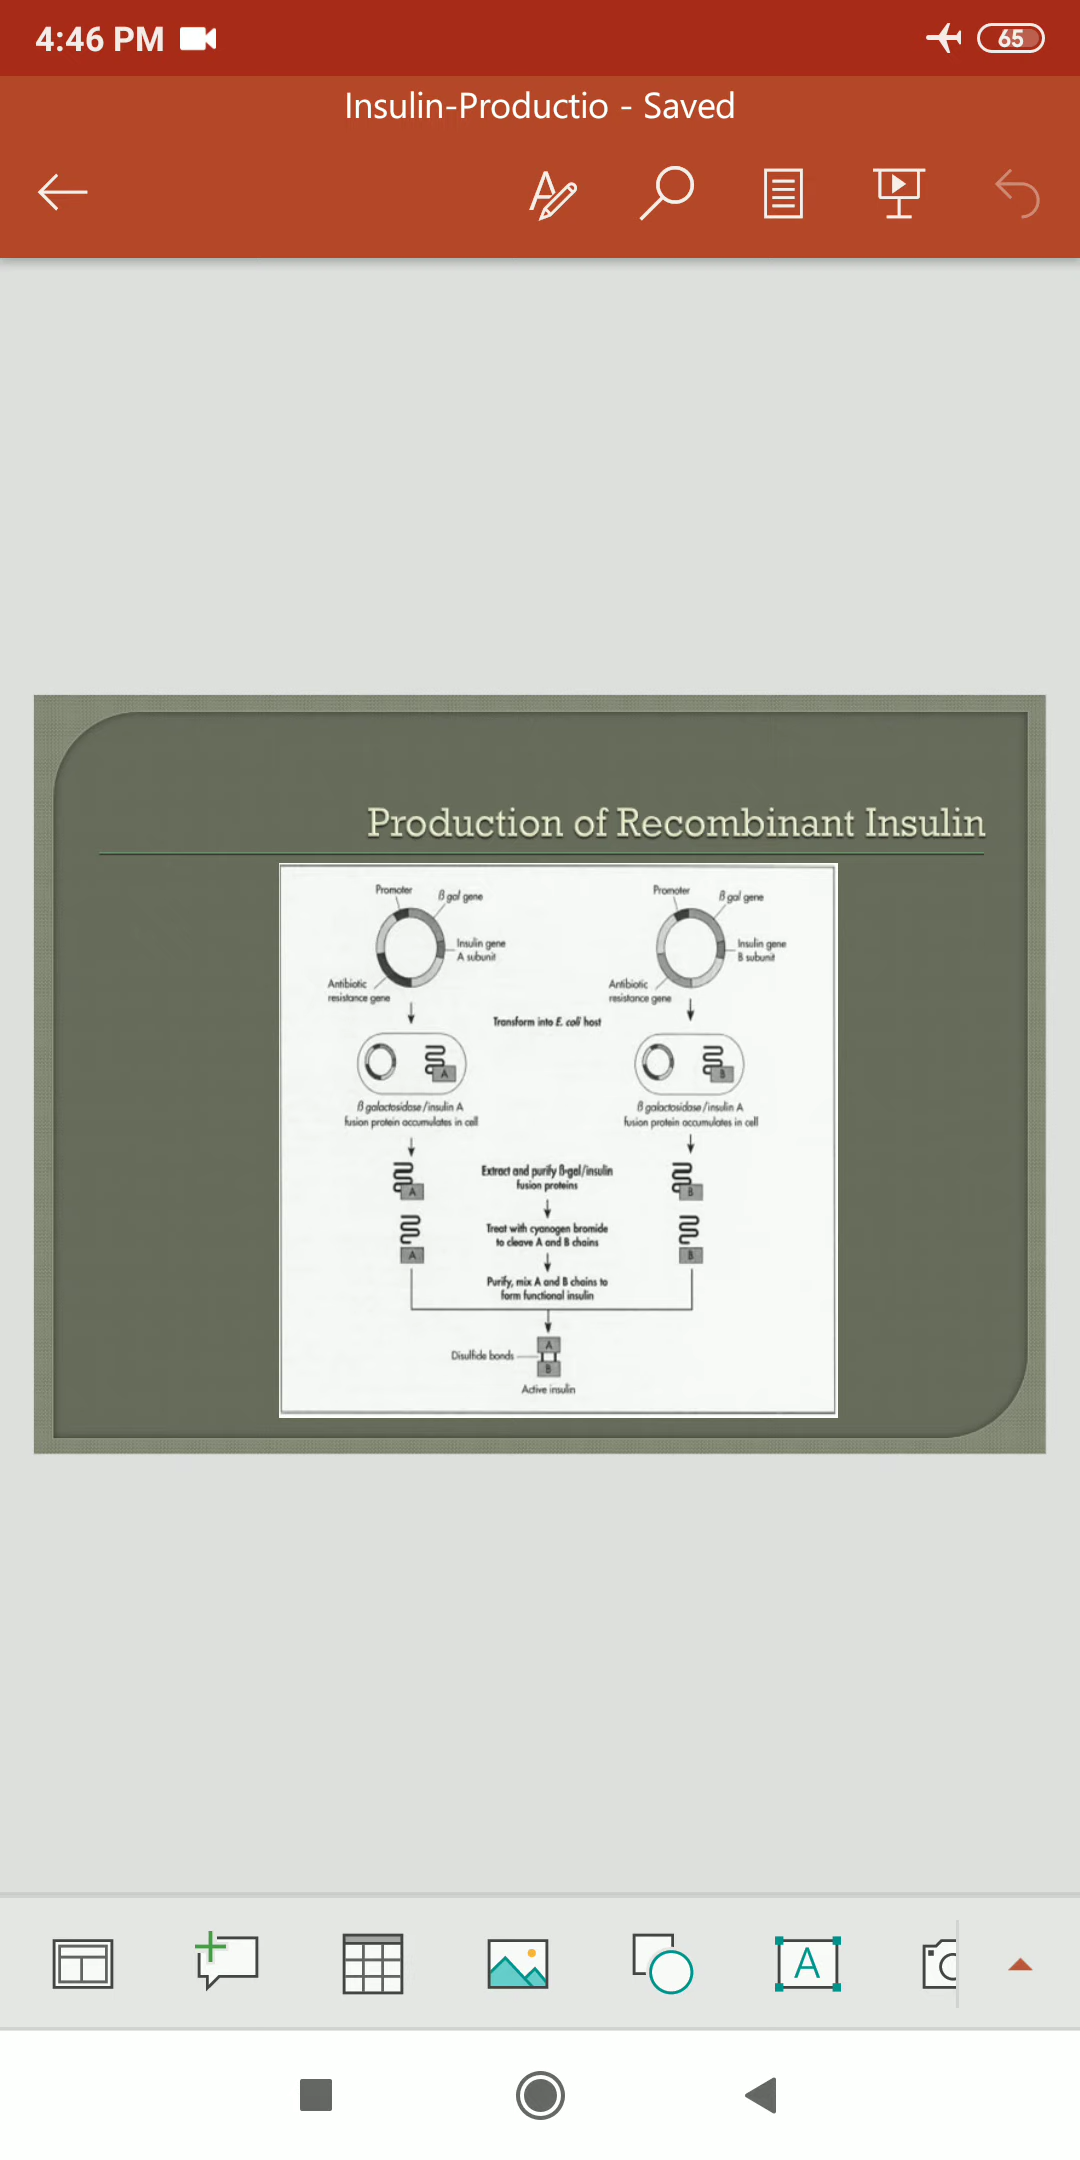 4:46 PM
65
Insulin-Productio - Saved
Production of Recombinant Insulin
Promoter
β gal gene
Insulin gene
A subunit
Antibiotic
resistance gene
Promoter
β gal gene
Insulin gene
B subunit
Antibiotic
resistance gene
Transform into E. coli host
A
B
β galactosidase/insulin A
fusion protein accumulates in cell
β galactosidase/insulin A
fusion protein accumulates in cell
A
Extract and purify β-gal/insulin
fusion proteins
B
Treat with cyanogen bromide
to cleave A and B chains
A
B
Purify, mix A and B chains to
form functional insulin
Disulfide bonds
A
B
Active insulin
A